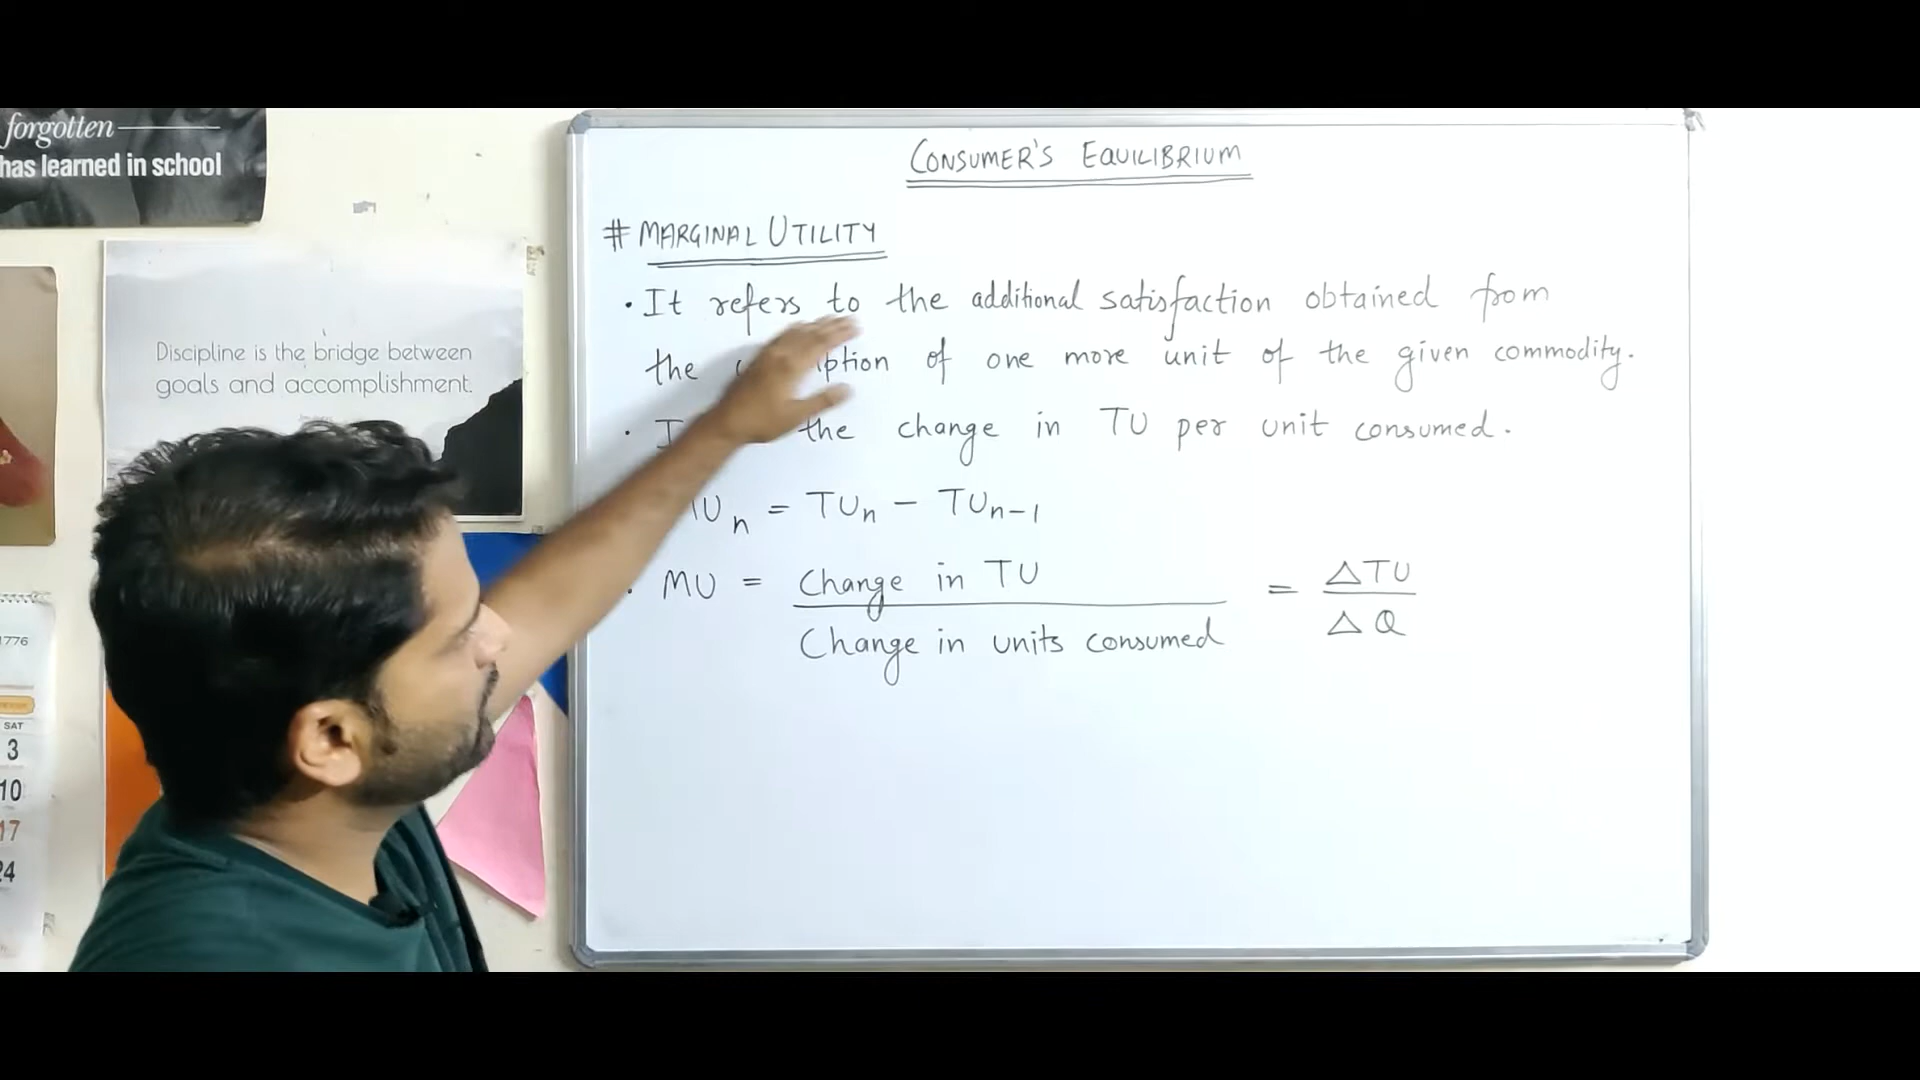 forgotten
has learned in school
Discipline is the bridge between
goals and accomplishment.
1776
SAT
3
10
17
24
CONSUMER'S EQUILIBRIUM
# MARGINAL UTILITY
• It refers to the additional satisfaction obtained from
the of one more unit of the given commodity.
• the change in TU per unit consumed.
n = TUn - TUn-1
• MU = Change in TU / Change in units consumed = ΔTU / ΔQ